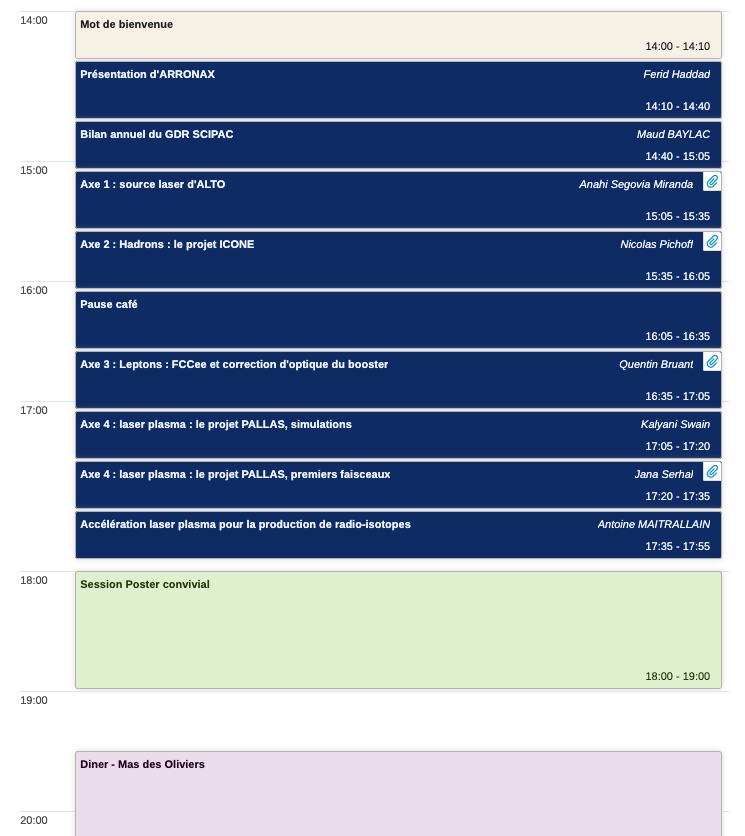 14:00
Mot de bienvenue
14:00 - 14:10
Présentation d'ARRONAX Ferid Haddad
14:10 - 14:40
Bilan annuel du GDR SCIPAC Maud BAYLAC
14:40 - 15:05
15:00
Axe 1 : source laser d'ALTO Anahi Segovia Miranda
15:05 - 15:35
Axe 2 : Hadrons : le projet ICONE Nicolas Pichoff
15:35 - 16:05
16:00
Pause café
16:05 - 16:35
Axe 3 : Leptons : FCCee et correction d'optique du booster Quentin Bruant
16:35 - 17:05
17:00
Axe 4 : laser plasma : le projet PALLAS, simulations Kalyani Swain
17:05 - 17:20
Axe 4 : laser plasma : le projet PALLAS, premiers faisceaux Jana Serhal
17:20 - 17:35
Accélération laser plasma pour la production de radio-isotopes Antoine MAITRALLAIN
17:35 - 17:55
18:00
Session Poster convivial
18:00 - 19:00
19:00
Diner - Mas des Oliviers
20:00